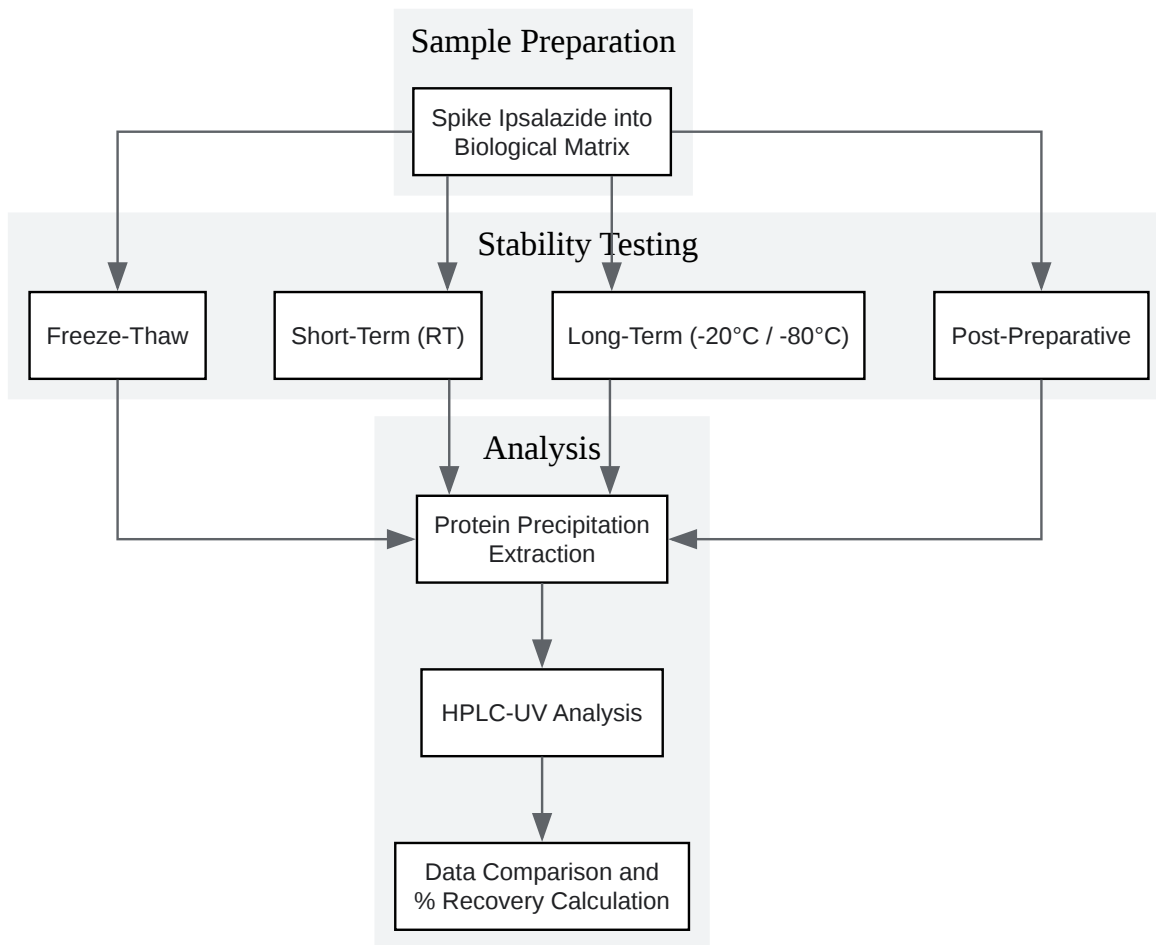 Sample Preparation
Spike Ipsalazide into
Biological Matrix
Stability Testing
Freeze-Thaw
Short-Term (RT)
Long-Term (-20°C / -80°C)
Post-Preparative
Analysis
Protein Precipitation
Extraction
HPLC-UV Analysis
Data Comparison and
% Recovery Calculation